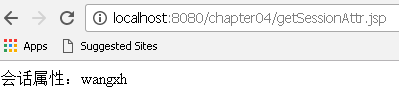 localhost:8080/chapter04/getSessionAttr.jsp
Apps Suggested Sites
会话属性：wangxh